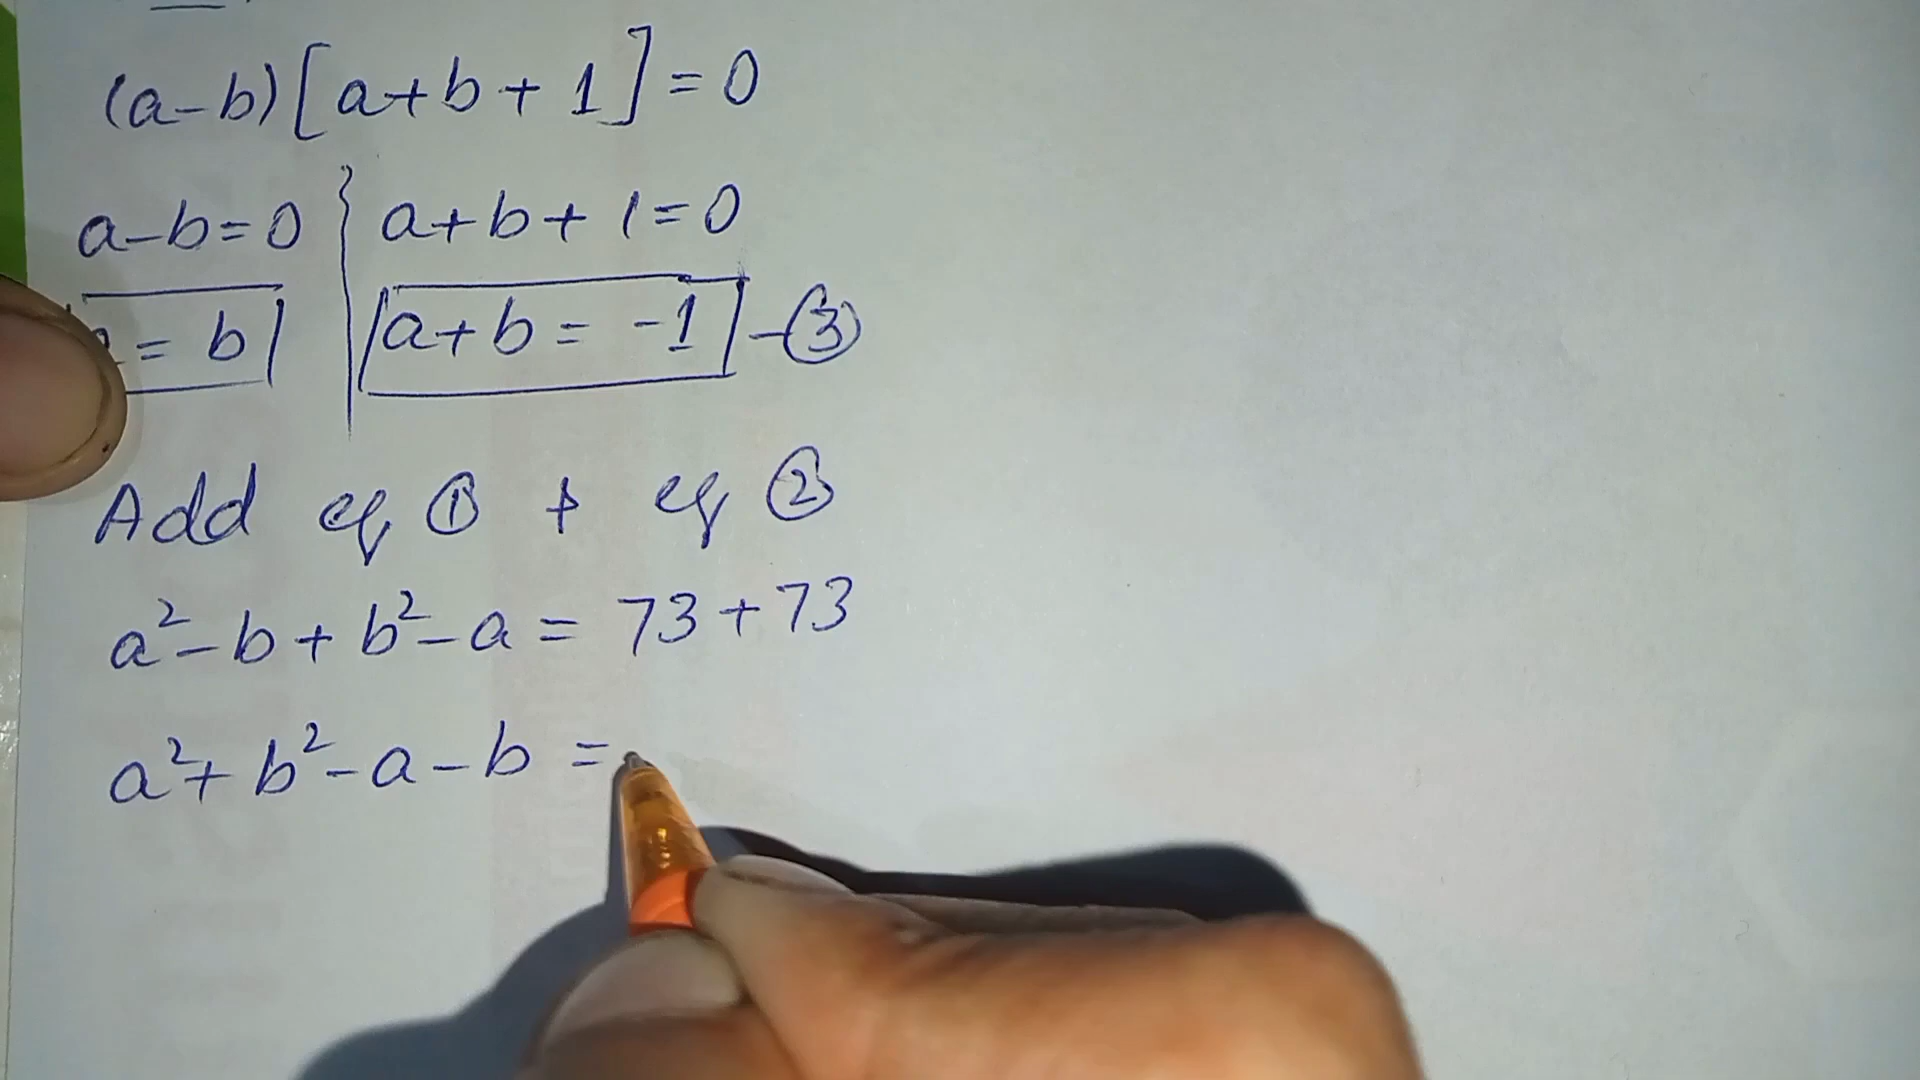 (a-b)[a+b+1]=0
a-b=0 { a+b+1=0
= b | a+b = -1 - ③
Add eq ① + eq ②
a²-b+b²-a = 73+73
a²+b²-a-b =